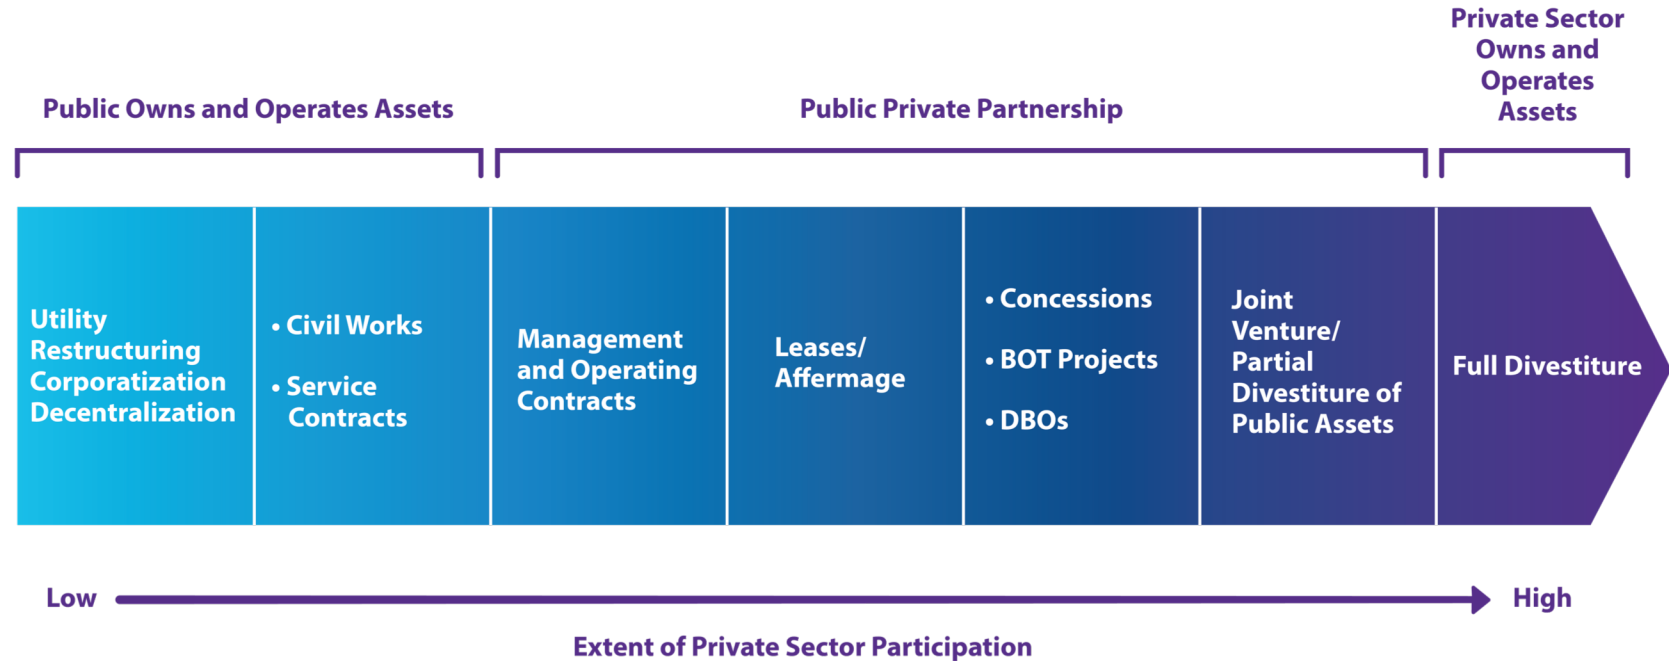 Private Sector
Owns and
Operates
Assets
Public Owns and Operates Assets
Public Private Partnership
Utility
Restructuring
Corporatization
Decentralization
• Civil Works
• Service
Contracts
Management
and Operating
Contracts
Leases/
Affermage
• Concessions
• BOT Projects
• DBOs
Joint
Venture/
Partial
Divestiture of
Public Assets
Full Divestiture
Low
High
Extent of Private Sector Participation